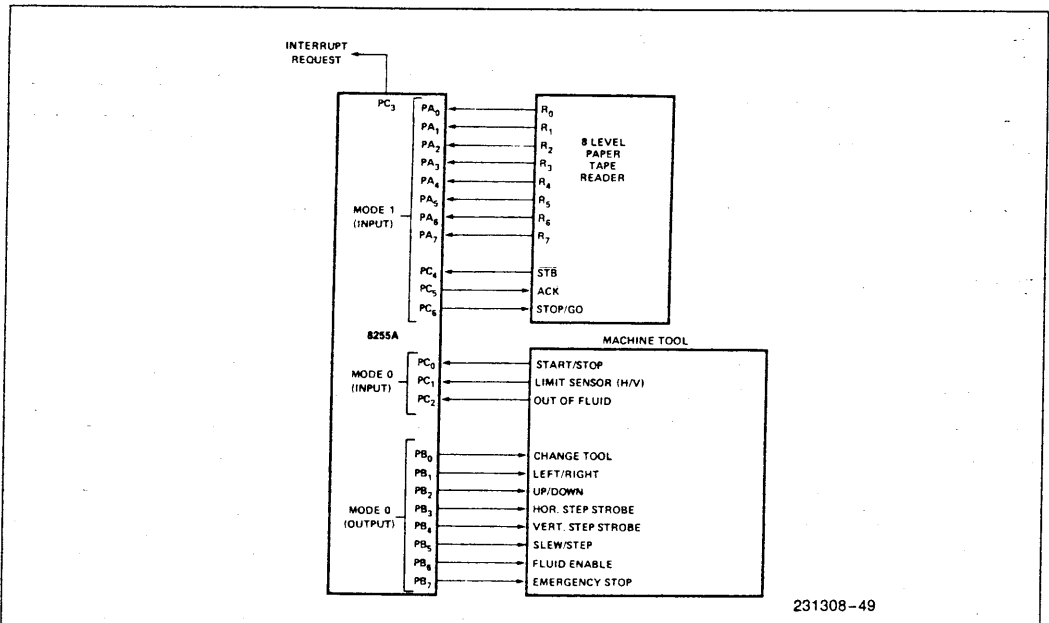 INTERRUPT
REQUEST
PC3
PA0
PA1
PA2
PA3
PA4
PA5
PA6
PA7
MODE 1
(INPUT)
PC4
PC5
PC6
R0
R1
R2
R3
R4
R5
R6
R7
8 LEVEL
PAPER
TAPE
READER
STB
ACK
STOP/GO
8255A
MACHINE TOOL
MODE 0
(INPUT)
PC0
PC1
PC2
START/STOP
LIMIT SENSOR (H/V)
OUT OF FLUID
MODE 0
(OUTPUT)
PB0
PB1
PB2
PB3
PB4
PB5
PB6
PB7
CHANGE TOOL
LEFT/RIGHT
UP/DOWN
HOR. STEP STROBE
VERT. STEP STROBE
SLEW/STEP
FLUID ENABLE
EMERGENCY STOP
231308-49